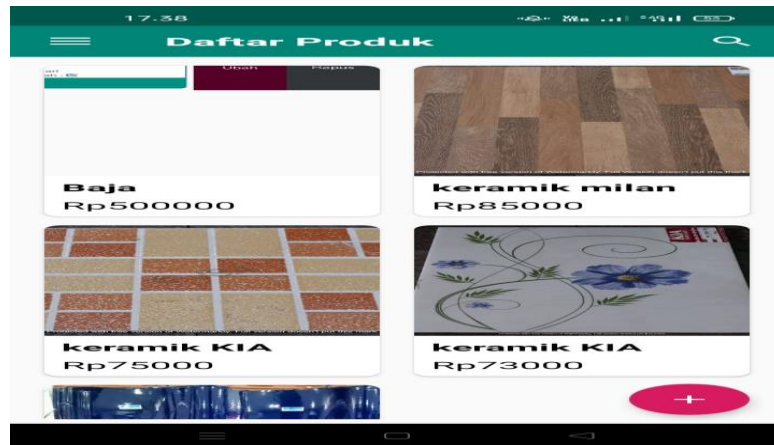 17.38
Daftar Produk
Ubah Hapus
Baja
Rp500000
keramik milan
Rp85000
keramik KIA
Rp75000
keramik KIA
Rp73000